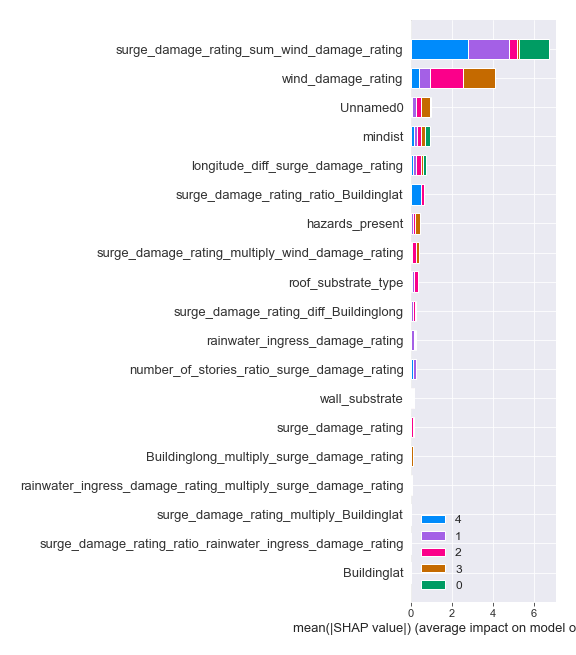 surge_damage_rating_sum_wind_damage_rating
wind_damage_rating
Unnamed0
mindist
longitude_diff_surge_damage_rating
surge_damage_rating_ratio_Buildinglat
hazards_present
surge_damage_rating_multiply_wind_damage_rating
roof_substrate_type
surge_damage_rating_diff_Buildinglong
rainwater_ingress_damage_rating
number_of_stories_ratio_surge_damage_rating
wall_substrate
surge_damage_rating
Buildinglong_multiply_surge_damage_rating
rainwater_ingress_damage_rating_multiply_surge_damage_rating
surge_damage_rating_multiply_Buildinglat
surge_damage_rating_ratio_rainwater_ingress_damage_rating
Buildinglat
4
1
2
3
0
0 2 4 6
mean(|SHAP value|) (average impact on model o